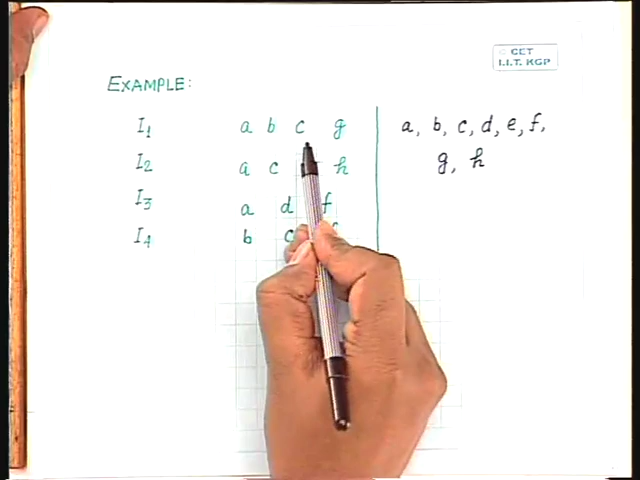 © CET
I.I.T. KGP
EXAMPLE:
I1 a b c g
I2 a c h
I3 a d f
I4 b c
a, b, c, d, e, f,
g, h